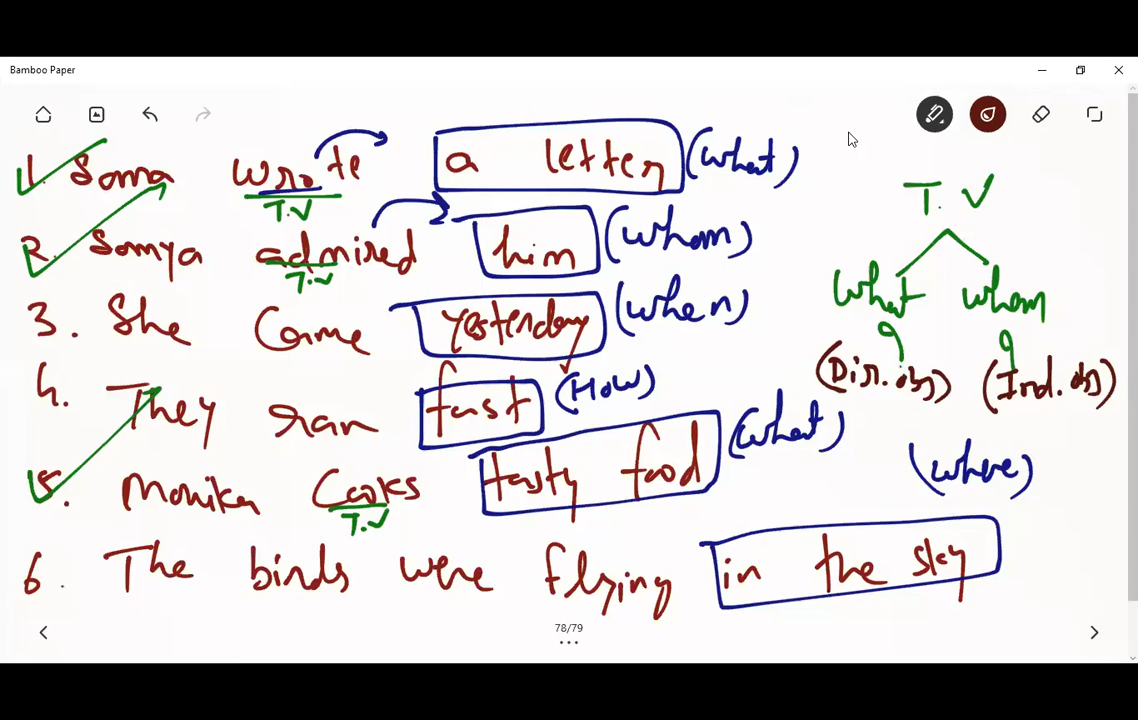 Bamboo Paper
1. Soma wrote a letter (what)
T.V
2. Somya admired him (whom)
T.V
3. She Came yesterday (when)
4. They ran fast (How)
5. Monika Cooks tasty food (what)
T.V
6. The birds were flying in the sky
(where)
T.V
what whom
(Dir.obj) (Ind.obj)
78/79